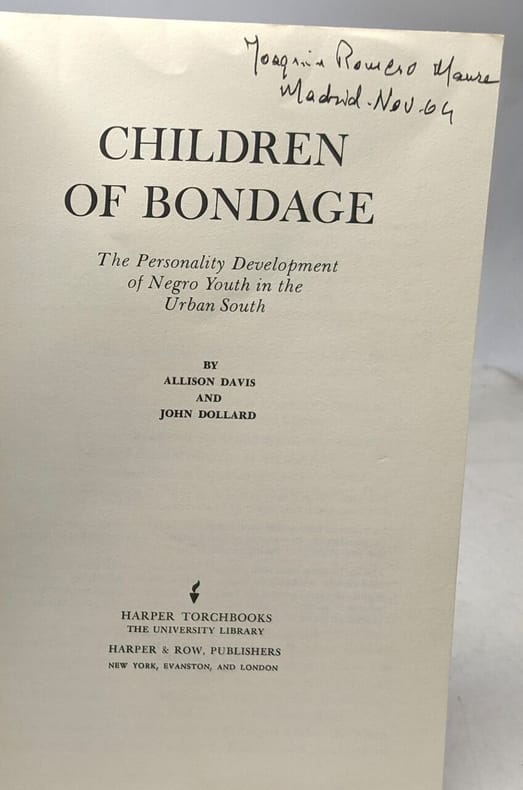 Joaquin Romero Maura
Madrid-Nov-64
CHILDREN
OF BONDAGE
The Personality Development
of Negro Youth in the
Urban South
BY
ALLISON DAVIS
AND
JOHN DOLLARD
HARPER TORCHBOOKS
THE UNIVERSITY LIBRARY
HARPER & ROW, PUBLISHERS
NEW YORK, EVANSTON, AND LONDON